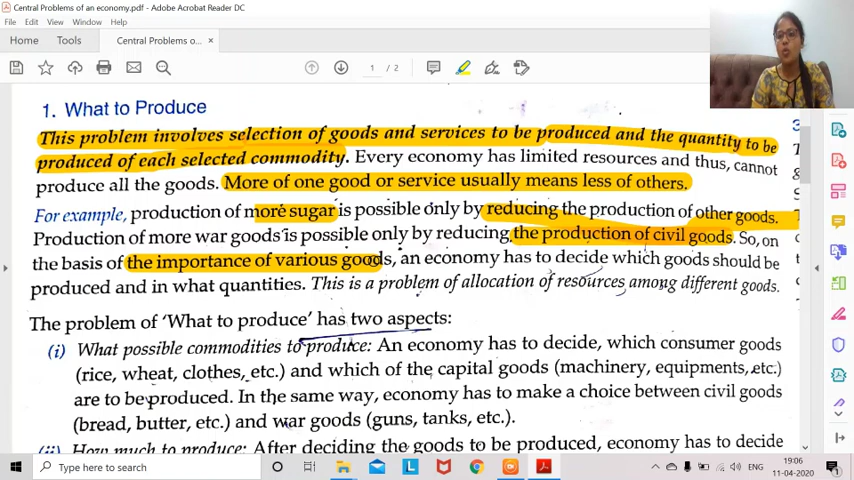 Central Problems of an economy.pdf - Adobe Acrobat Reader DC
File Edit View Window Help
Home Tools Central Problems o... ×
1 / 2
1. What to Produce
This problem involves selection of goods and services to be produced and the quantity to be
produced of each selected commodity. Every economy has limited resources and thus, cannot
produce all the goods. More of one good or service usually means less of others.
For example, production of more sugar is possible only by reducing the production of other goods.
Production of more war goods is possible only by reducing the production of civil goods. So, on
the basis of the importance of various goods, an economy has to decide which goods should be
produced and in what quantities. This is a problem of allocation of resources among different goods.
The problem of 'What to produce' has two aspects:
(i) What possible commodities to produce: An economy has to decide, which consumer goods
(rice, wheat, clothes, etc.) and which of the capital goods (machinery, equipments, etc.)
are to be produced. In the same way, economy has to make a choice between civil goods
(bread, butter, etc.) and war goods (guns, tanks, etc.).
(ii) How much to produce: After deciding the goods to be produced, economy has to decide
Type here to search
ENG
19:06
11-04-2020